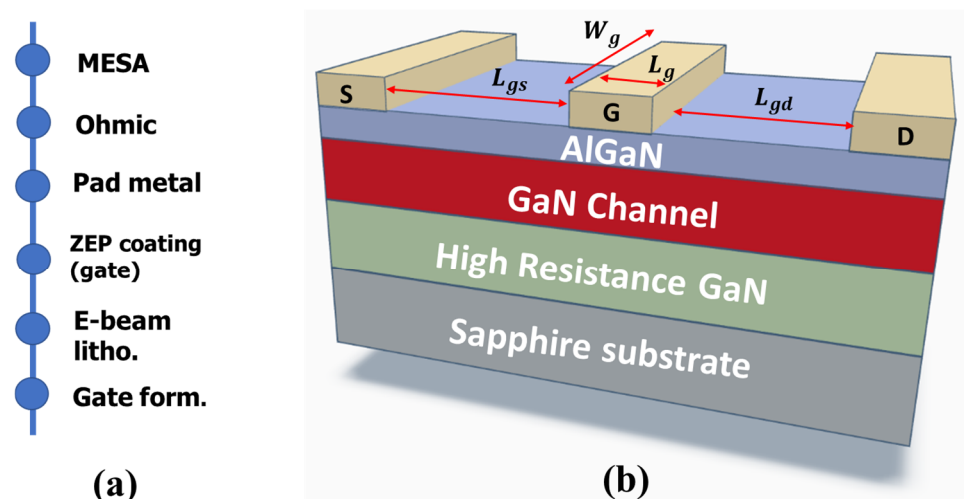 MESA
Ohmic
Pad metal
ZEP coating
(gate)
E-beam
litho.
Gate form.
(a)
W_g
L_g
L_gs
L_gd
S
G
D
AlGaN
GaN Channel
High Resistance GaN
Sapphire substrate
(b)